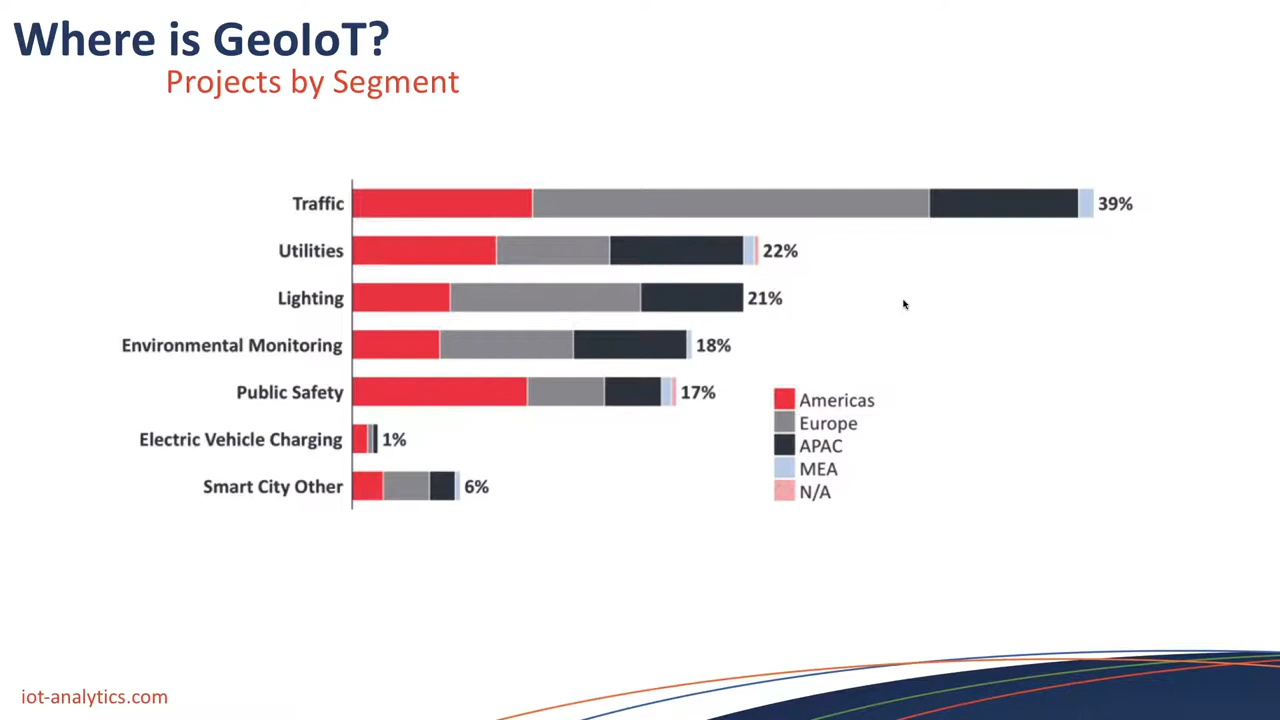 Where is GeoIoT?
Projects by Segment
Traffic 39%
Utilities 22%
Lighting 21%
Environmental Monitoring 18%
Public Safety 17%
Electric Vehicle Charging 1%
Smart City Other 6%
Americas
Europe
APAC
MEA
N/A
iot-analytics.com